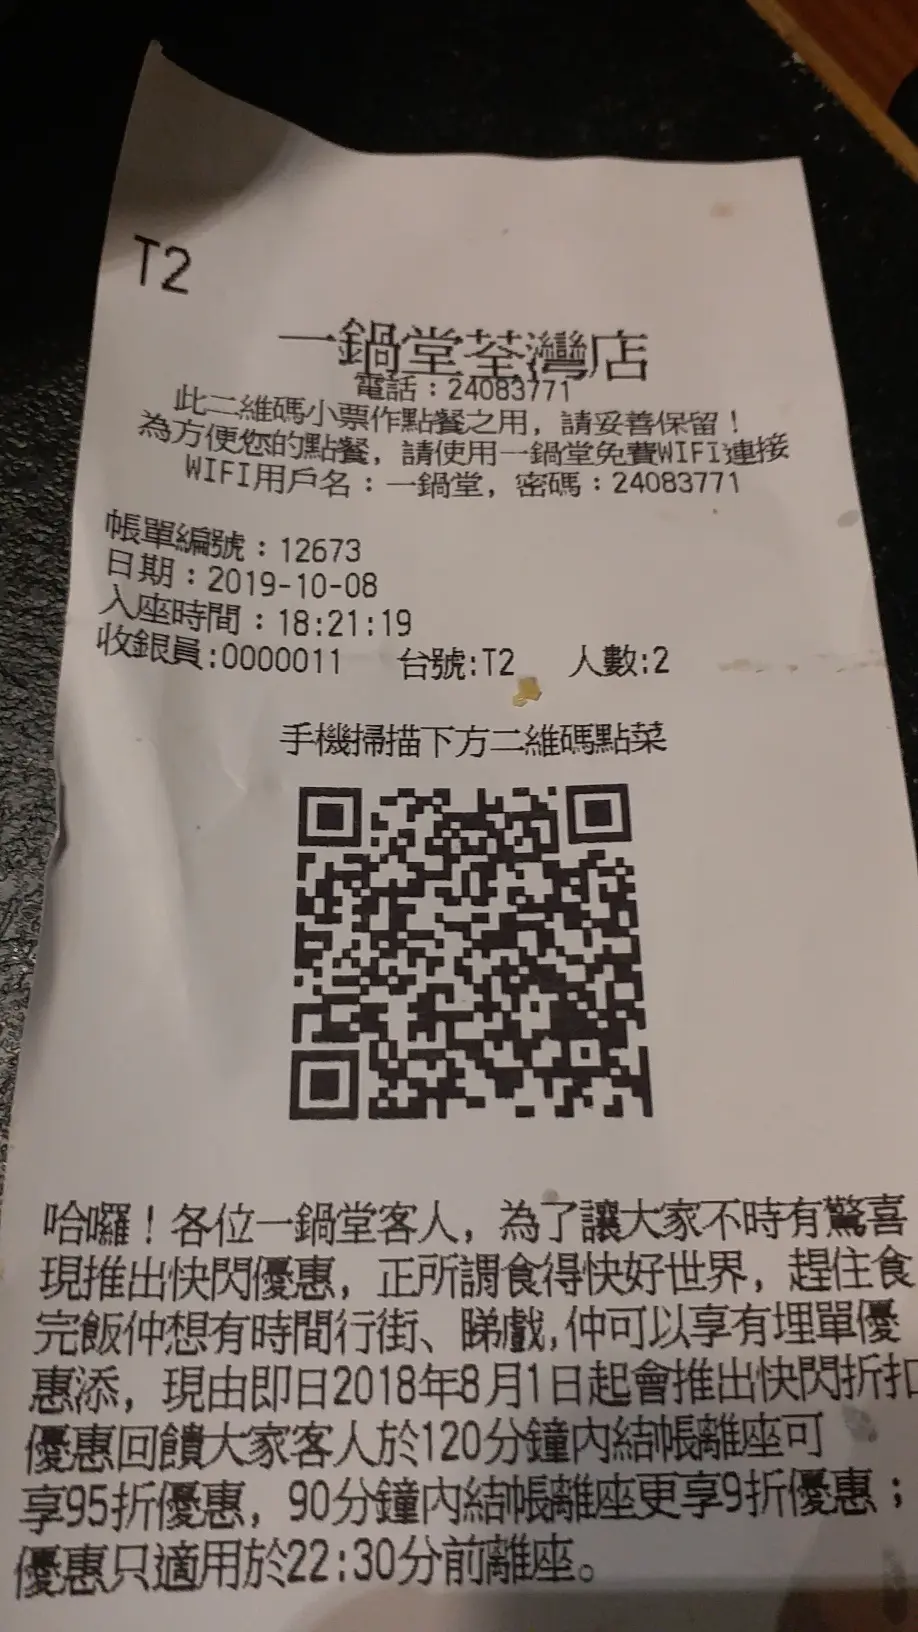 T2
一鍋堂荃灣店
電話：24083771
此二維碼小票作點餐之用，請妥善保留！
為方便您的點餐，請使用一鍋堂免費WIFI連接
WIFI用戶名：一鍋堂，密碼：24083771
帳單編號：12673
日期：2019-10-08
入座時間：18:21:19
收銀員:0000011 台號:T2 人數:2
手機掃描下方二維碼點菜
哈囉！各位一鍋堂客人，為了讓大家不時有驚喜
現推出快閃優惠，正所謂食得快好世界，趕住食
完飯仲想有時間行街、睇戲,仲可以享有埋單優
惠添，現由即日2018年8月1日起會推出快閃折扣
優惠回饋大家客人於120分鐘內結帳離座可
享95折優惠，90分鐘內結帳離座更享9折優惠；
優惠只適用於22:30分前離座。